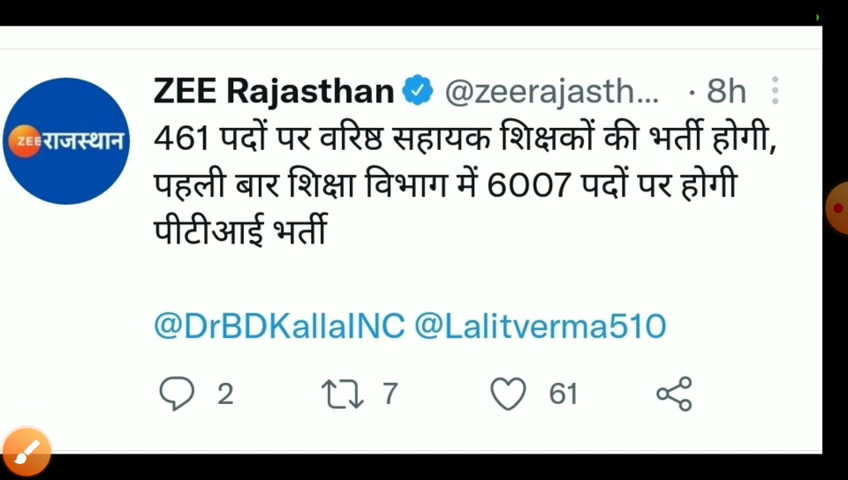 ZEE Rajasthan @zeerajasth... · 8h
ZEE राजस्थान
461 पदों पर वरिष्ठ सहायक शिक्षकों की भर्ती होगी,
पहली बार शिक्षा विभाग में 6007 पदों पर होगी
पीटीआई भर्ती
@DrBDKallaINC @Lalitverma510
2 7 61